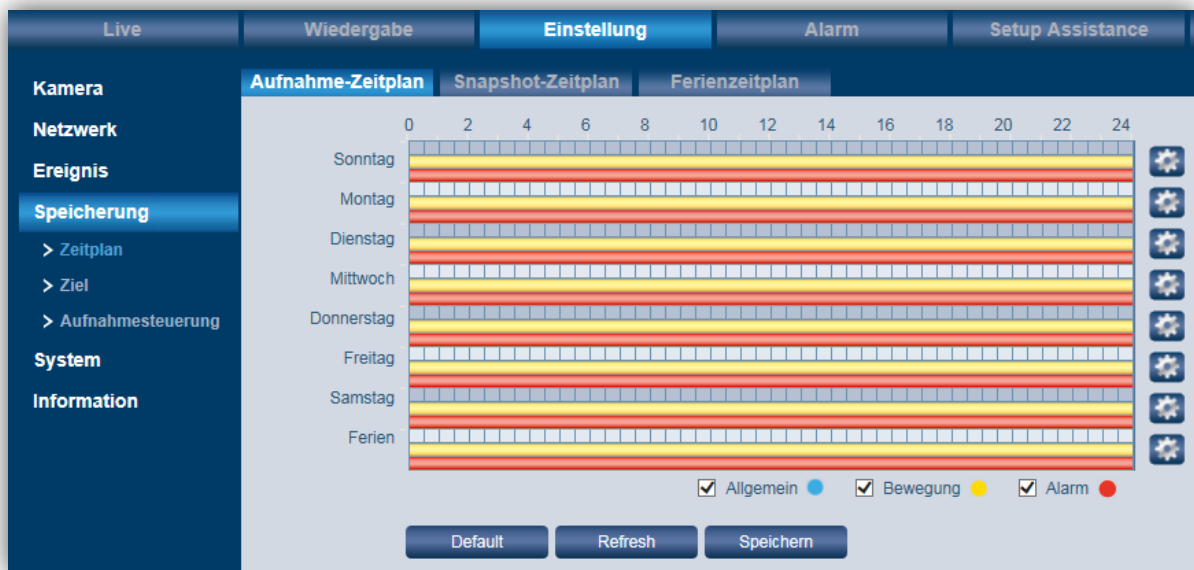 Live Wiedergabe Einstellung Alarm Setup Assistance
Kamera
Netzwerk
Ereignis
Speicherung
> Zeitplan
> Ziel
> Aufnahmesteuerung
System
Information
Aufnahme-Zeitplan Snapshot-Zeitplan Ferienzeitplan
0 2 4 6 8 10 12 14 16 18 20 22 24
Sonntag
Montag
Dienstag
Mittwoch
Donnerstag
Freitag
Samstag
Ferien
Allgemein Bewegung Alarm
Default Refresh Speichern